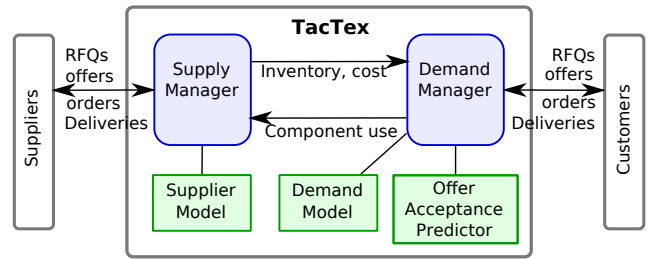 TacTex
Suppliers
RFQs
offers
orders
Deliveries
Supply
Manager
Inventory, cost
Component use
Demand
Manager
RFQs
offers
orders
Deliveries
Customers
Supplier
Model
Demand
Model
Offer
Acceptance
Predictor